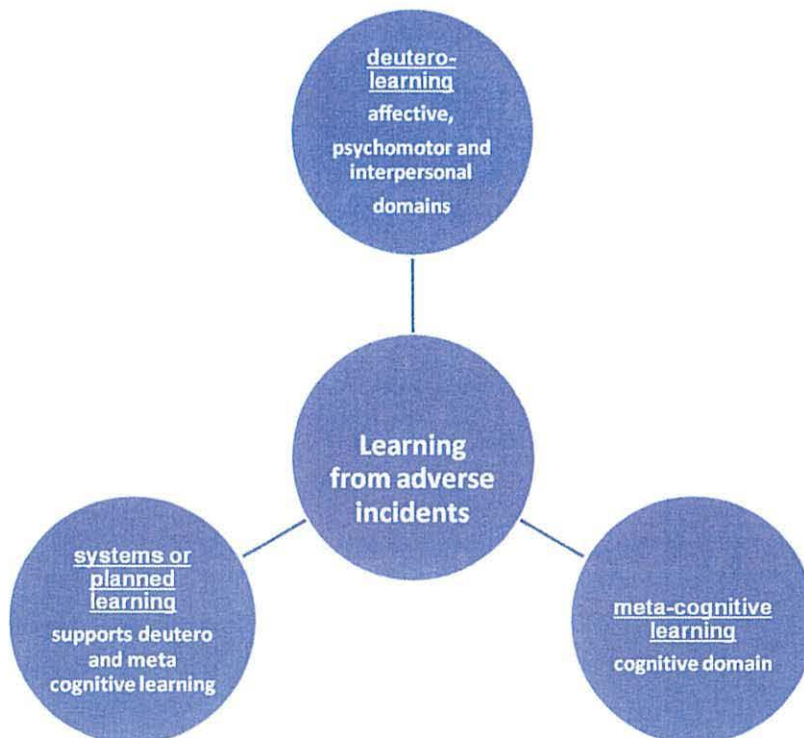 deutero-
learning
affective,
psychomotor and
interpersonal
domains
Learning
from adverse
incidents
systems or
planned
learning
supports deutero
and meta
cognitive learning
meta-cognitive
learning
cognitive domain